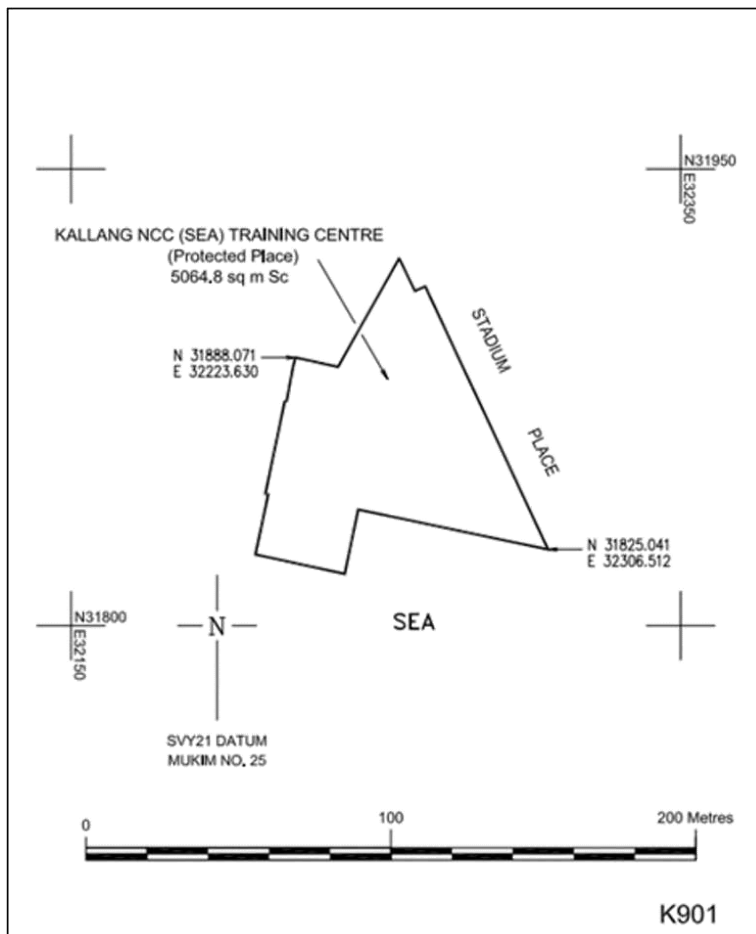 N31950
E32350
KALLANG NCC (SEA) TRAINING CENTRE
(Protected Place)
5064.8 sq m Sc
STADIUM
PLACE
N 31888.071
E 32223.630
N 31825.041
E 32306.512
N31800
E32150
N
SEA
SVY21 DATUM
MUKIM NO. 25
0 100 200 Metres
K901